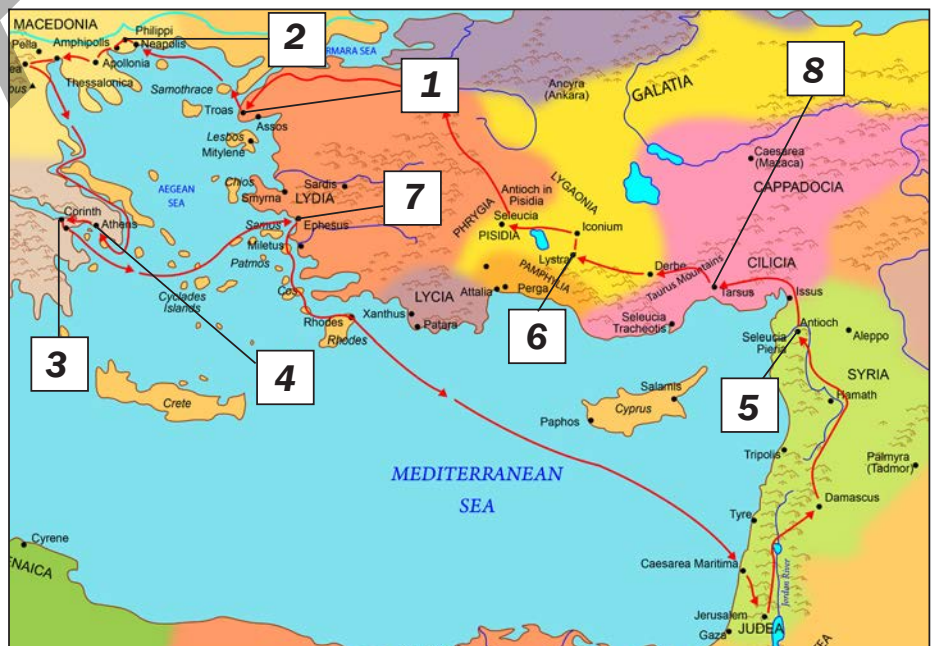 MACEDONIA
Philippi
Pella
Amphipolis
Neapolis
Apollonia
Thessalonica
2
RMARA SEA
Samothrace
1
Troas
Assos
Lesbos
Mitylene
Ancyra
(Ankara)
GALATIA
8
Caesarea
(Mazaca)
CAPPADOCIA
AEGEAN
SEA
Chios
Smyrna
Sardis
LYDIA
7
Antioch in
Pisidia
LYGAONIA
PHRYGIA
Seleucia
PISIDIA
Iconium
Corinth
Athens
Samos
Ephesus
Miletus
Patmos
Lystra
Derbe
Taurus Mountains
CILICIA
Tarsus
Issus
PAMPHYLIA
Cyclades
Islands
Cos
LYCIA
Attalia
Perga
Xanthus
Patara
Rhodes
Rhodes
6
Seleucia
Tracheotis
Antioch
Seleucia
Pieria
Aleppo
3
4
5
SYRIA
Crete
Salamis
Cyprus
Paphos
Hamath
Tripolis
Palmyra
(Tadmor)
MEDITERRANEAN
SEA
Damascus
Tyre
Cyrene
ENAICA
Caesarea Maritima
Jordan River
Jerusalem
JUDEA
Gaza